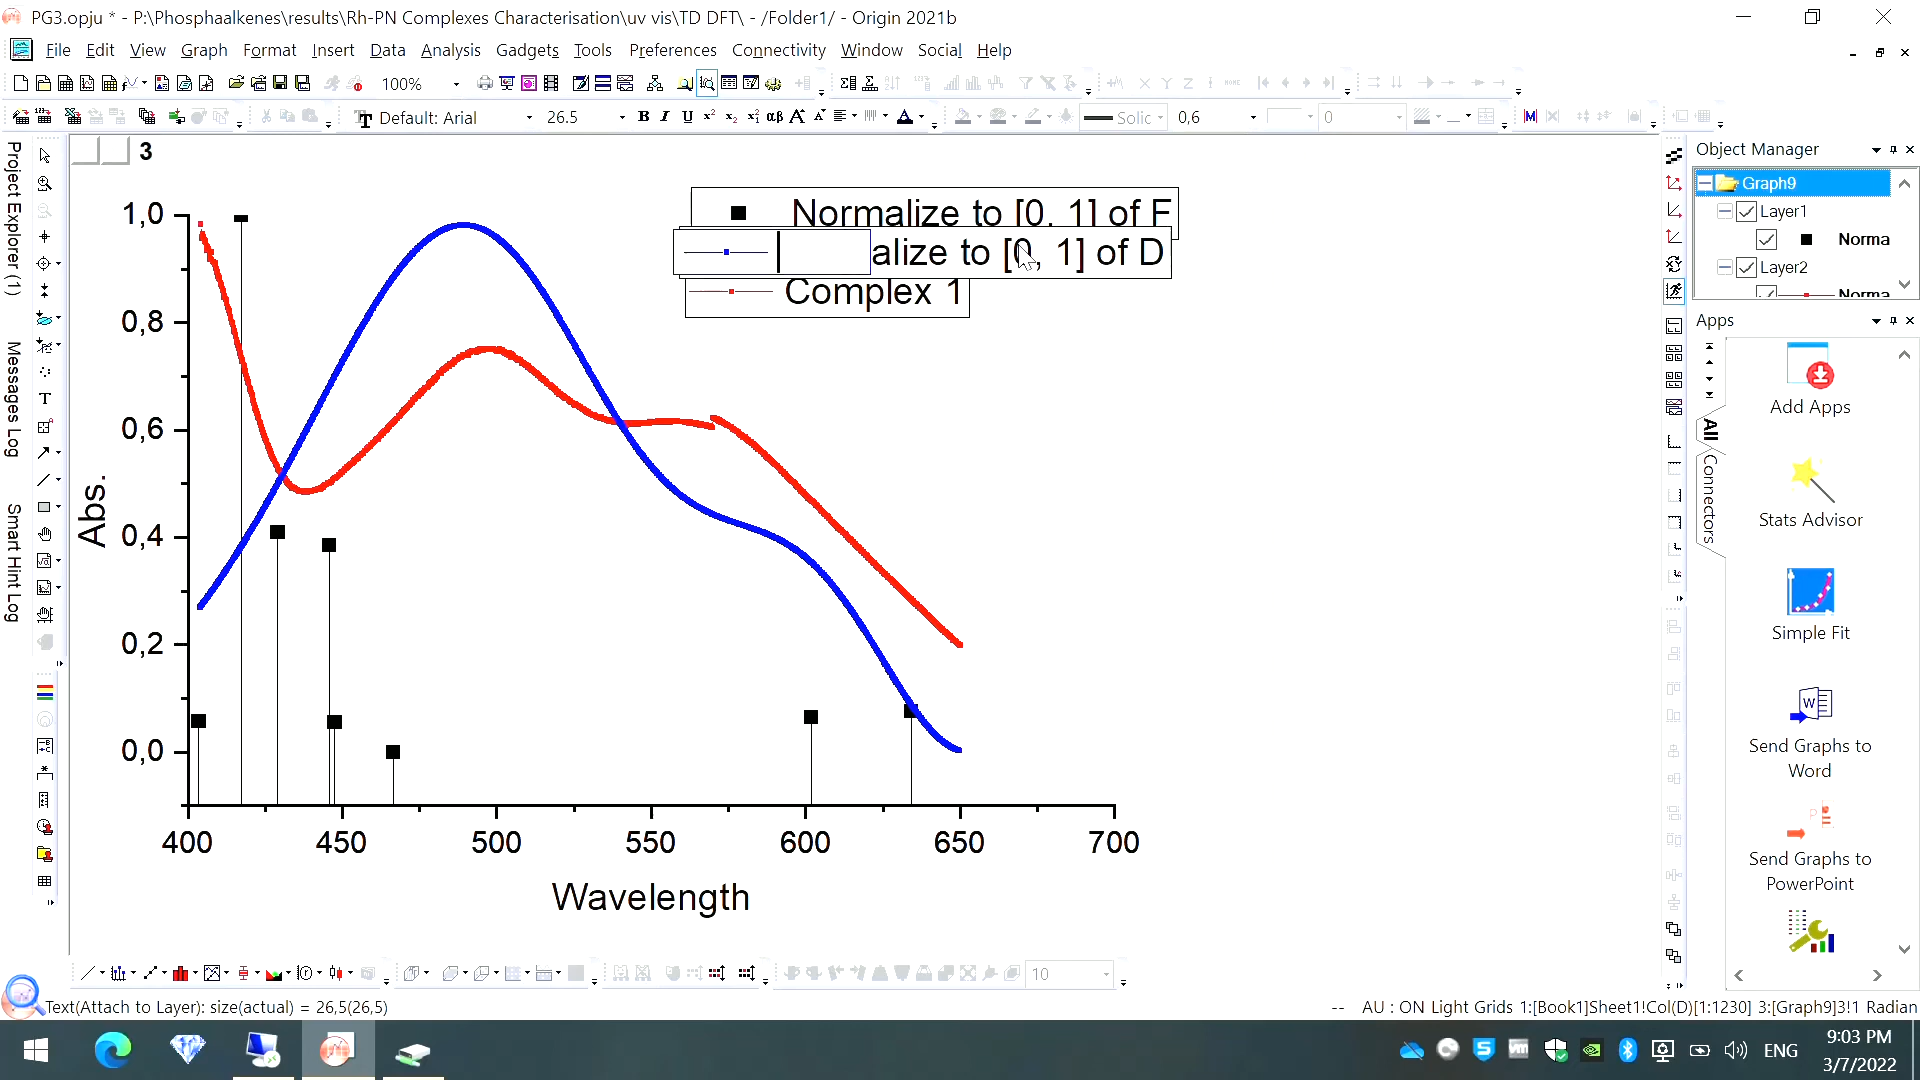 PG3.opju * - P:\Phosphaalkenes\results\Rh-PN Complexes Characterisation\uv vis\TD DFT\ - /Folder1/ - Origin 2021b
File Edit View Graph Format Insert Data Analysis Gadgets Tools Preferences Connectivity Window Social Help
100%
Default: Arial 26.5 B I U αβ Solic 0,6 0
Project Explorer (1)
Messages Log
Smart Hint Log
3
Normalize to [0, 1] of F
alize to [0, 1] of D
Complex 1
1,0
0,8
0,6
0,4
0,2
0,0
Abs.
400 450 500 550 600 650 700
Wavelength
Object Manager
Graph9
Layer1
Norma
Layer2
Norma
Apps
All
Connectors
Add Apps
Stats Advisor
Simple Fit
Send Graphs to
Word
Send Graphs to
PowerPoint
10
Text(Attach to Layer): size(actual) = 26,5(26,5)
-- AU : ON Light Grids 1:[Book1]Sheet1!Col(D)[1:1230] 3:[Graph9]3!1 Radian
ENG
9:03 PM
3/7/2022